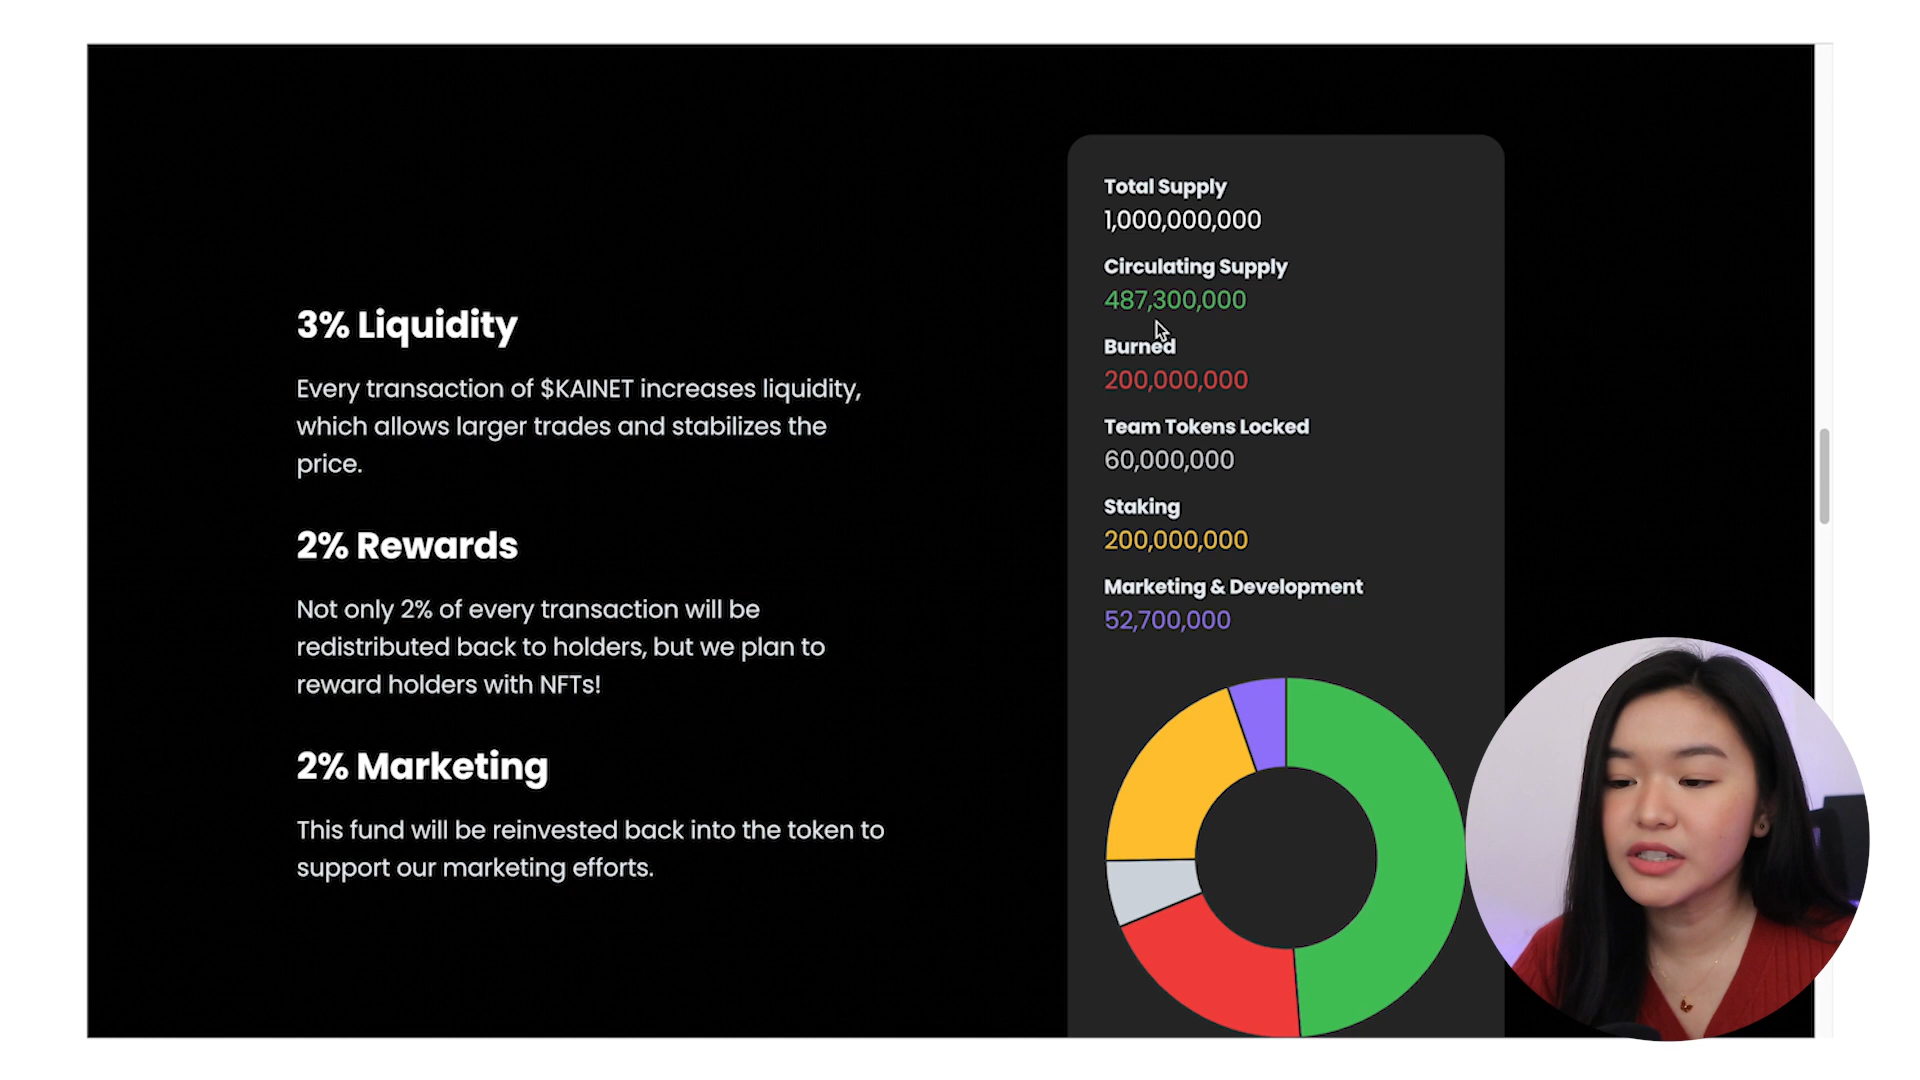 3% Liquidity
Every transaction of $KAINET increases liquidity,
which allows larger trades and stabilizes the
price.
2% Rewards
Not only 2% of every transaction will be
redistributed back to holders, but we plan to
reward holders with NFTs!
2% Marketing
This fund will be reinvested back into the token to
support our marketing efforts.
Total Supply
1,000,000,000
Circulating Supply
487,300,000
Burned
200,000,000
Team Tokens Locked
60,000,000
Staking
200,000,000
Marketing & Development
52,700,000